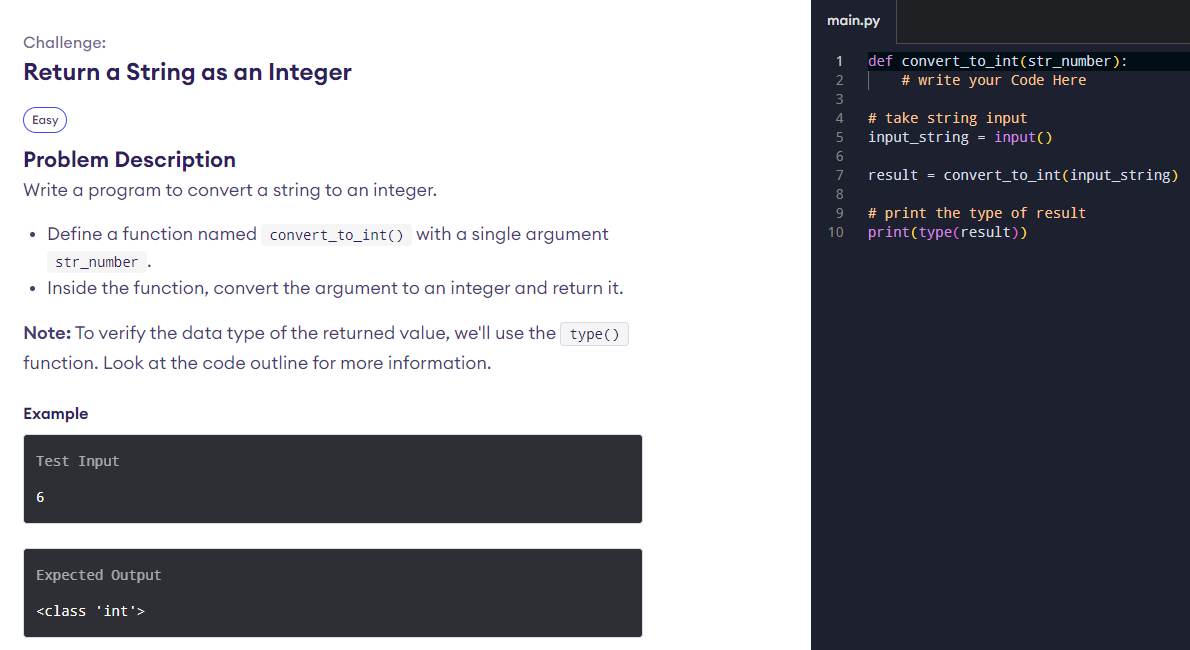 Challenge:
Return a String as an Integer
Easy
Problem Description
Write a program to convert a string to an integer.
• Define a function named convert_to_int() with a single argument
str_number .
• Inside the function, convert the argument to an integer and return it.
Note: To verify the data type of the returned value, we'll use the type()
function. Look at the code outline for more information.
Example
Test Input
6
Expected Output
<class 'int'>
main.py
1 def convert_to_int(str_number):
2     # write your Code Here
3
4 # take string input
5 input_string = input()
6
7 result = convert_to_int(input_string)
8
9 # print the type of result
10 print(type(result))